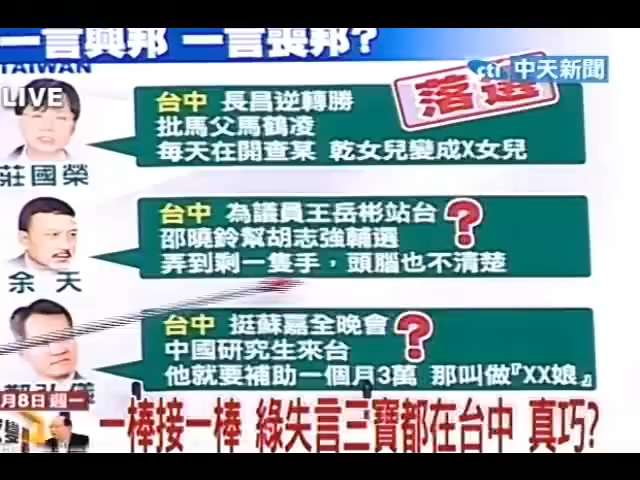 一言興邦 一言喪邦?
TAIWAN
LIVE
cti 中天新聞
落選
台中 長昌逆轉勝
批馬父馬鶴凌
每天在開查某 乾女兒變成X女兒
莊國榮
台中 為議員王岳彬站台
邵曉鈴幫胡志強輔選
弄到剩一隻手,頭腦也不清楚
?
余天
台中 挺蘇嘉全晚會
中國研究生來台
他就要補助一個月3萬 那叫做『XX娘』
?
月8日 週一
一棒接一棒 綠失言三寶都在台中 真巧?